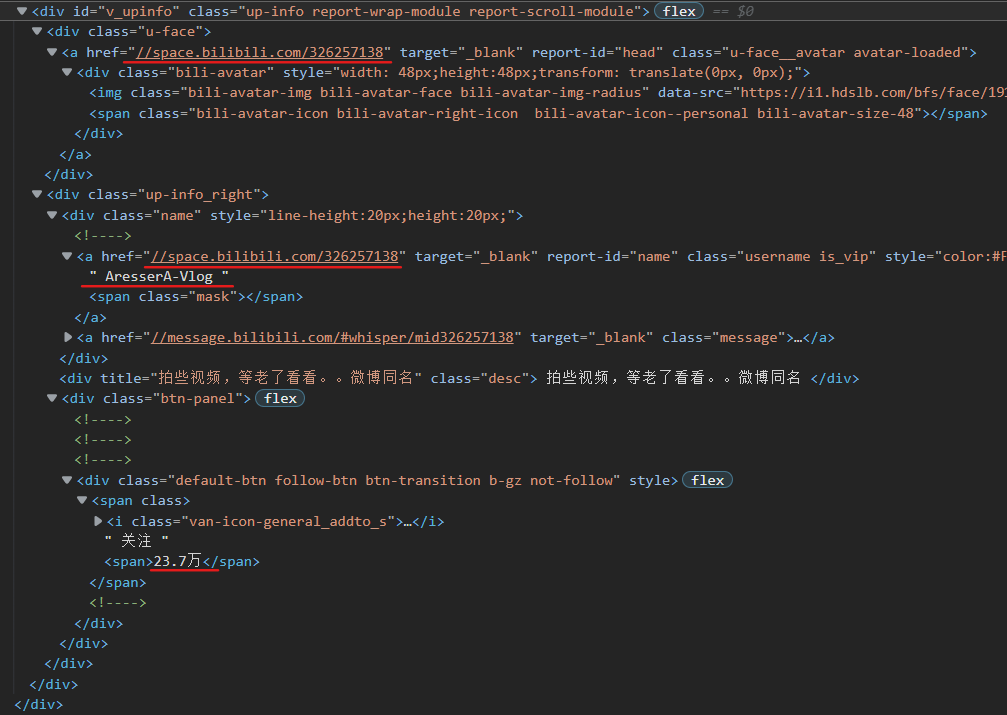 ▼<div id="v_upinfo" class="up-info report-wrap-module report-scroll-module"> flex == $0
▼<div class="u-face">
▼<a href="//space.bilibili.com/326257138" target="_blank" report-id="head" class="u-face__avatar avatar-loaded">
▼<div class="bili-avatar" style="width: 48px;height:48px;transform: translate(0px, 0px);">
<img class="bili-avatar-img bili-avatar-face bili-avatar-img-radius" data-src="https://i1.hdslb.com/bfs/face/191
<span class="bili-avatar-icon bili-avatar-right-icon  bili-avatar-icon--personal bili-avatar-size-48"></span>
</div>
</a>
</div>
▼<div class="up-info_right">
▼<div class="name" style="line-height:20px;height:20px;">
<!---->
▼<a href="//space.bilibili.com/326257138" target="_blank" report-id="name" class="username is_vip" style="color:#F
" AresserA-Vlog "
<span class="mask"></span>
</a>
▶<a href="//message.bilibili.com/#whisper/mid326257138" target="_blank" class="message">…</a>
</div>
<div title="拍些视频，等老了看看。。微博同名" class="desc"> 拍些视频，等老了看看。。微博同名 </div>
▼<div class="btn-panel"> flex
<!---->
<!---->
<!---->
▼<div class="default-btn follow-btn btn-transition b-gz not-follow" style> flex
▼<span class>
▶<i class="van-icon-general_addto_s">…</i>
" 关注 "
<span>23.7万</span>
</span>
<!---->
</div>
</div>
</div>
</div>
</div>